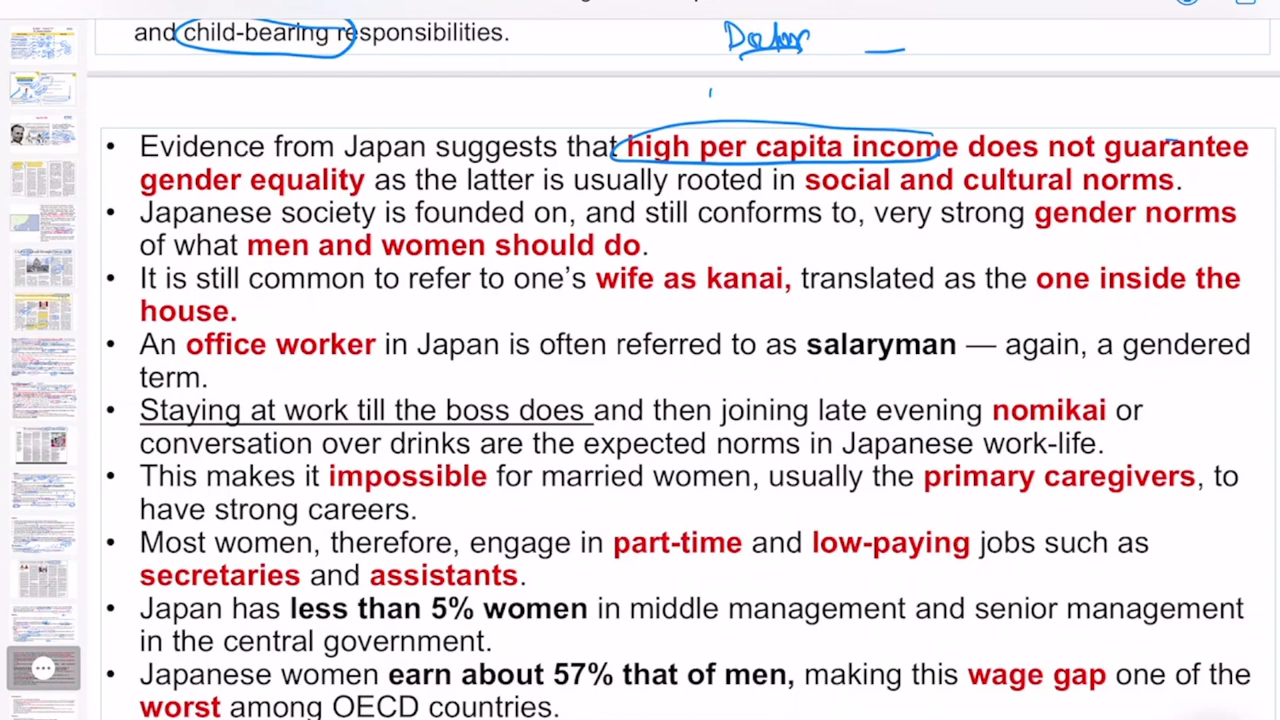 and child-bearing responsibilities.
• Evidence from Japan suggests that high per capita income does not guarantee
gender equality as the latter is usually rooted in social and cultural norms.
• Japanese society is founded on, and still conforms to, very strong gender norms
of what men and women should do.
• It is still common to refer to one’s wife as kanai, translated as the one inside the
house.
• An office worker in Japan is often referred to as salaryman — again, a gendered
term.
• Staying at work till the boss does and then joining late evening nomikai or
conversation over drinks are the expected norms in Japanese work-life.
• This makes it impossible for married women, usually the primary caregivers, to
have strong careers.
• Most women, therefore, engage in part-time and low-paying jobs such as
secretaries and assistants.
• Japan has less than 5% women in middle management and senior management
in the central government.
• Japanese women earn about 57% that of men, making this wage gap one of the
worst among OECD countries.